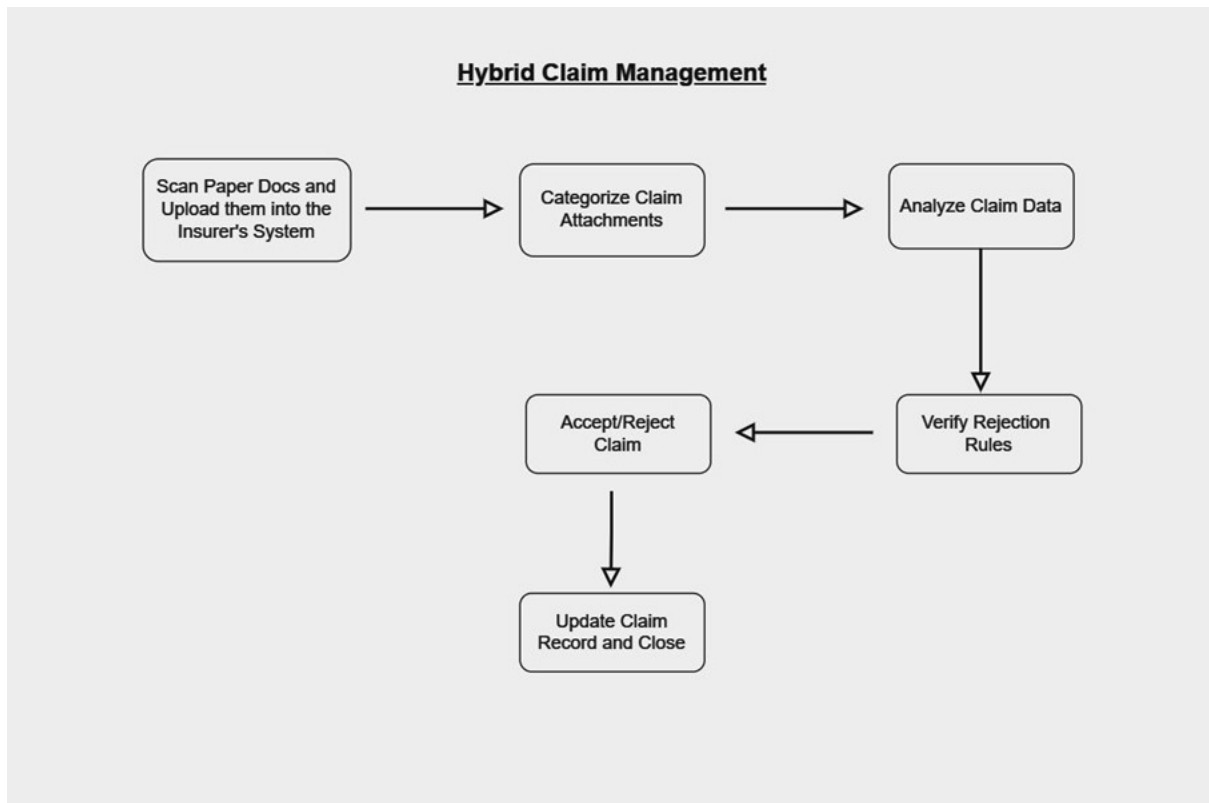 Hybrid Claim Management
Scan Paper Docs and
Upload them into the
Insurer's System
Categorize Claim
Attachments
Analyze Claim Data
Verify Rejection
Rules
Accept/Reject
Claim
Update Claim
Record and Close